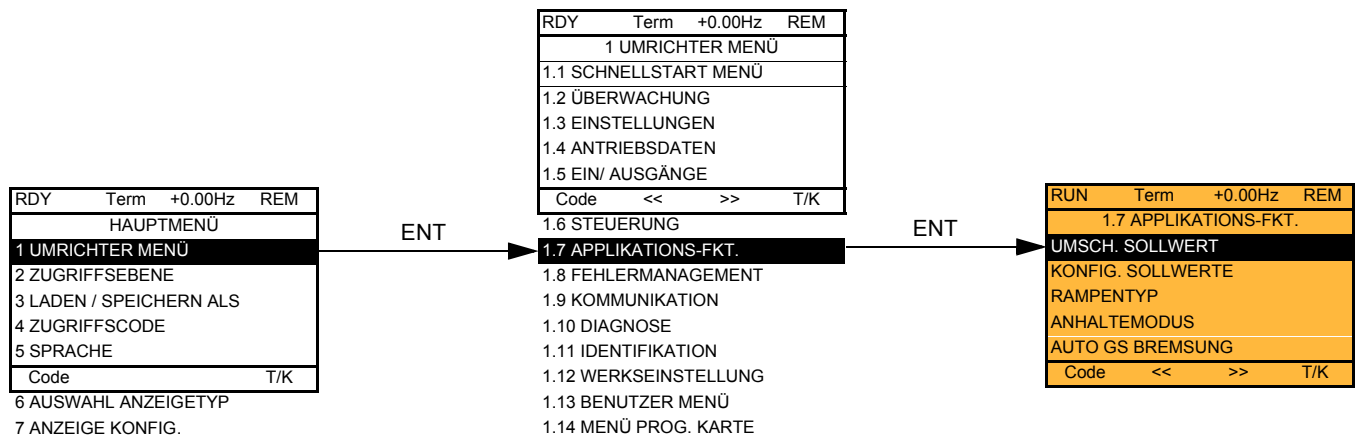 RDY Term +0.00Hz REM
HAUPTMENÜ
1 UMRICHTER MENÜ
2 ZUGRIFFSEBENE
3 LADEN / SPEICHERN ALS
4 ZUGRIFFSCODE
5 SPRACHE
Code T/K
6 AUSWAHL ANZEIGETYP
7 ANZEIGE KONFIG.
ENT
RDY Term +0.00Hz REM
1 UMRICHTER MENÜ
1.1 SCHNELLSTART MENÜ
1.2 ÜBERWACHUNG
1.3 EINSTELLUNGEN
1.4 ANTRIEBSDATEN
1.5 EIN/ AUSGÄNGE
Code << >> T/K
1.6 STEUERUNG
1.7 APPLIKATIONS-FKT.
1.8 FEHLERMANAGEMENT
1.9 KOMMUNIKATION
1.10 DIAGNOSE
1.11 IDENTIFIKATION
1.12 WERKSEINSTELLUNG
1.13 BENUTZER MENÜ
1.14 MENÜ PROG. KARTE
ENT
RUN Term +0.00Hz REM
1.7 APPLIKATIONS-FKT.
UMSCH. SOLLWERT
KONFIG. SOLLWERTE
RAMPENTYP
ANHALTEMODUS
AUTO GS BREMSUNG
Code << >> T/K